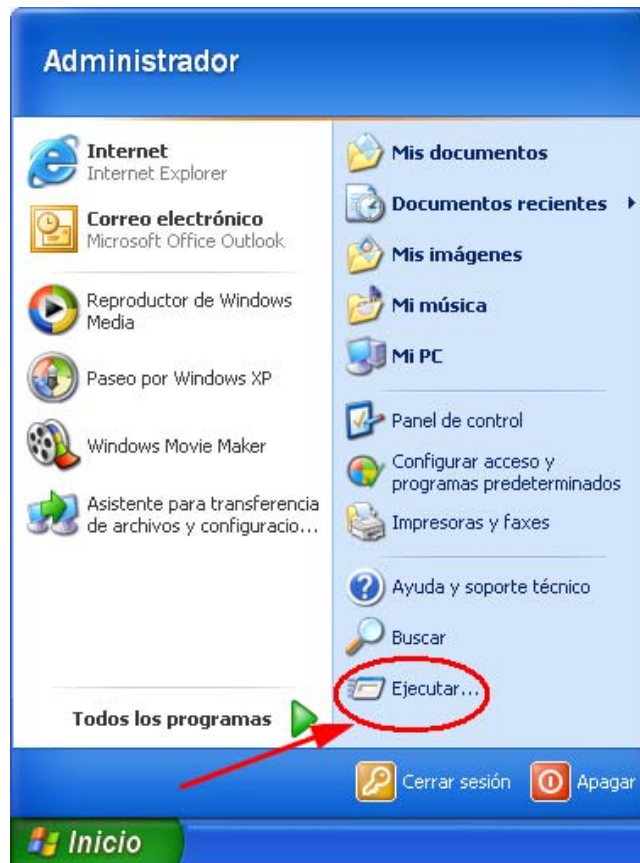 Administrador
Internet
Internet Explorer
Correo electrónico
Microsoft Office Outlook
Reproductor de Windows
Media
Paseo por Windows XP
Windows Movie Maker
Asistente para transferencia
de archivos y configuracio...
Todos los programas
Mis documentos
Documentos recientes
Mis imágenes
Mi música
Mi PC
Panel de control
Configurar acceso y
programas predeterminados
Impresoras y faxes
Ayuda y soporte técnico
Buscar
Ejecutar...
Cerrar sesión
Apagar
Inicio